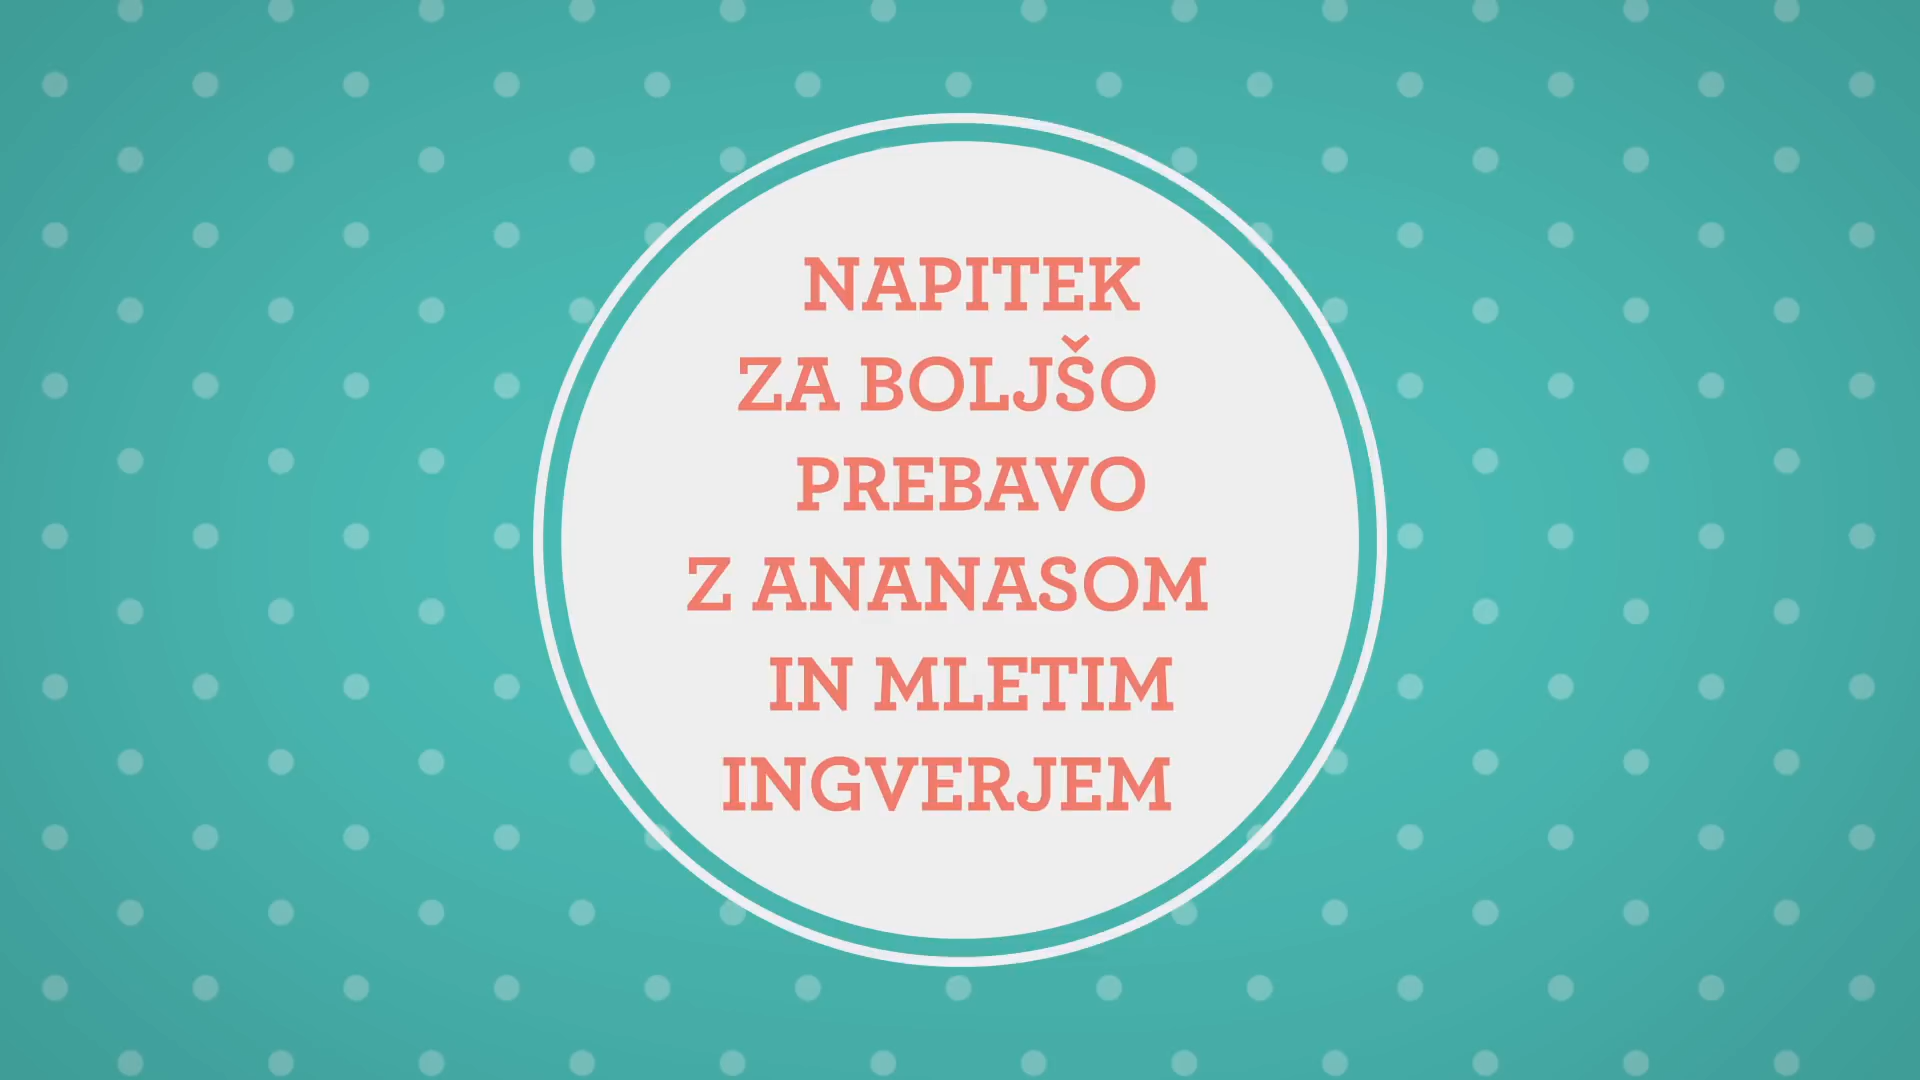 NAPITEK
ZA BOLJŠO
PREBAVO
Z ANANASOM
IN MLETIM
INGVERJEM